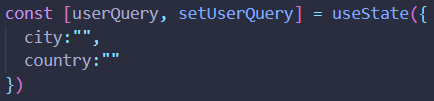 const [userQuery, setUserQuery] = useState({
  city:"",
  country:""
})